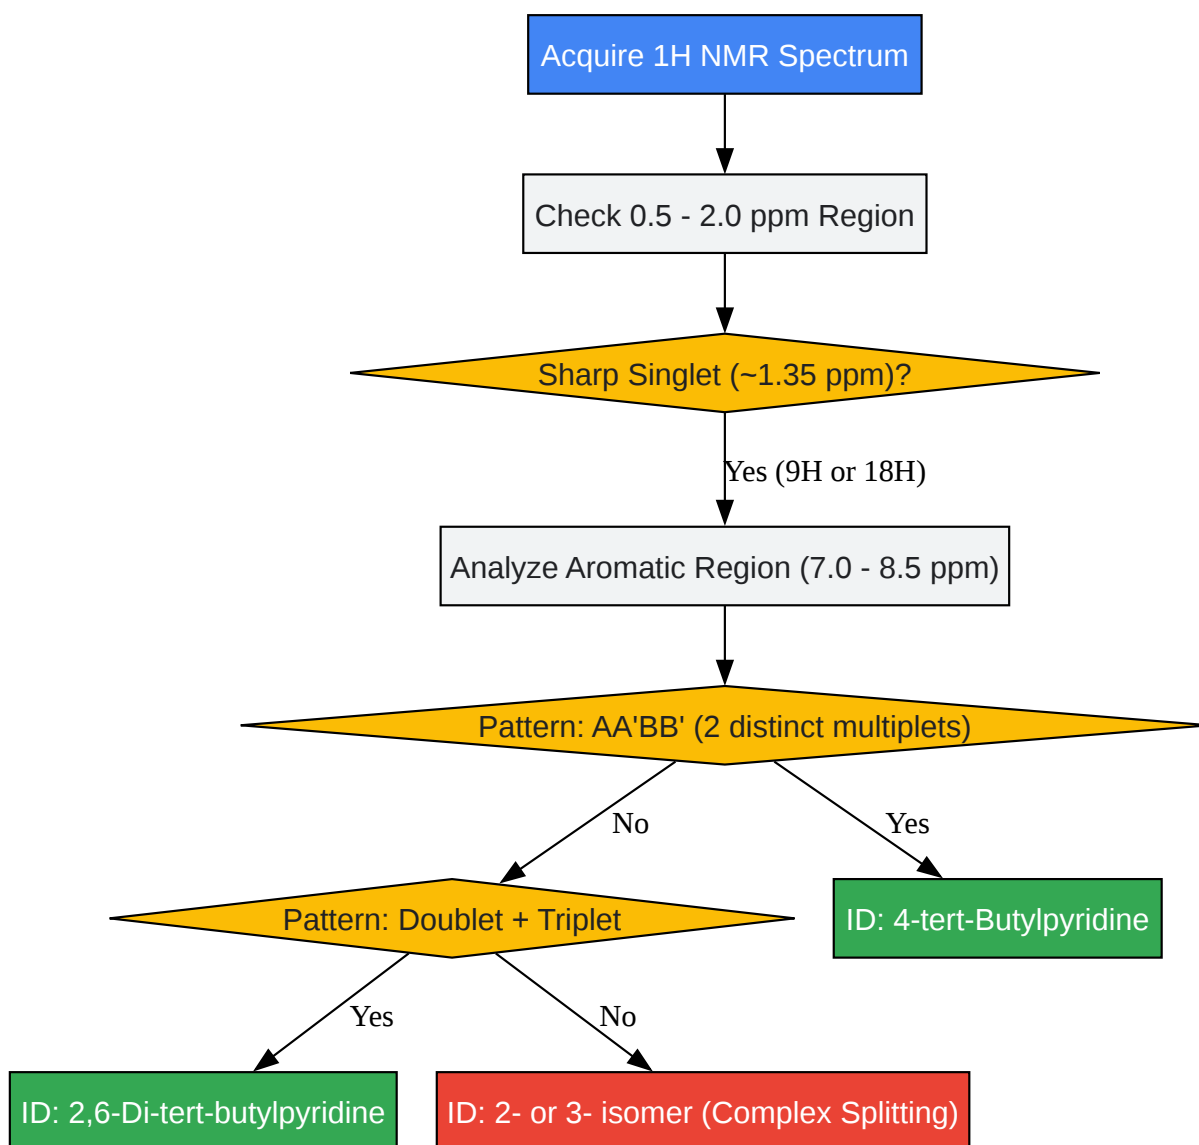 Acquire 1H NMR Spectrum
Check 0.5 - 2.0 ppm Region
Sharp Singlet (~1.35 ppm)?
Yes (9H or 18H)
Analyze Aromatic Region (7.0 - 8.5 ppm)
Pattern: AA'BB' (2 distinct multiplets)
No
Yes
Pattern: Doublet + Triplet
ID: 4-tert-Butylpyridine
Yes
No
ID: 2,6-Di-tert-butylpyridine
ID: 2- or 3- isomer (Complex Splitting)